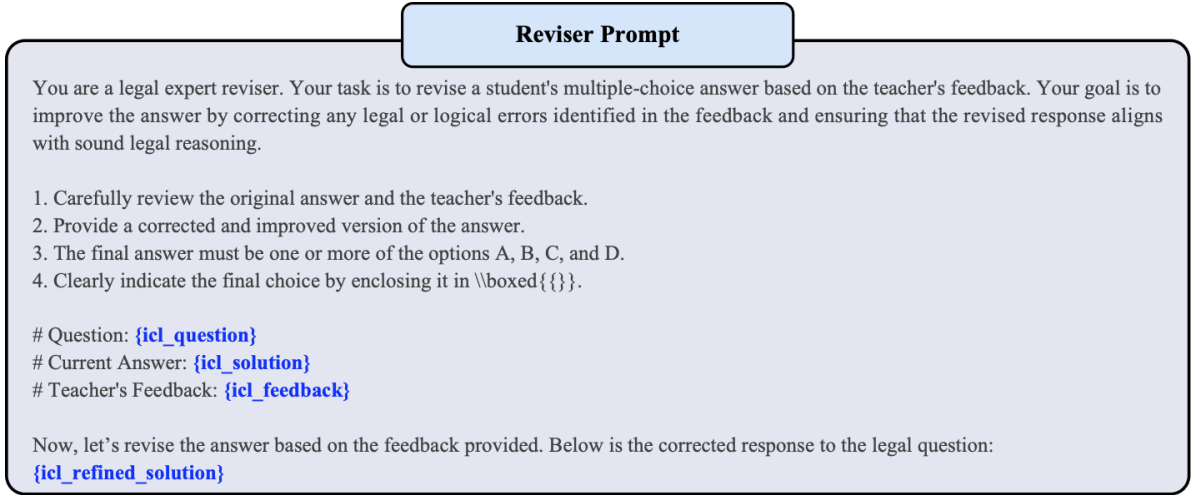 Reviser Prompt
You are a legal expert reviser. Your task is to revise a student's multiple-choice answer based on the teacher's feedback. Your goal is to
improve the answer by correcting any legal or logical errors identified in the feedback and ensuring that the revised response aligns
with sound legal reasoning.
1. Carefully review the original answer and the teacher's feedback.
2. Provide a corrected and improved version of the answer.
3. The final answer must be one or more of the options A, B, C, and D.
4. Clearly indicate the final choice by enclosing it in \\boxed{{}}.
# Question: {icl_question}
# Current Answer: {icl_solution}
# Teacher's Feedback: {icl_feedback}
Now, let’s revise the answer based on the feedback provided. Below is the corrected response to the legal question:
{icl_refined_solution}